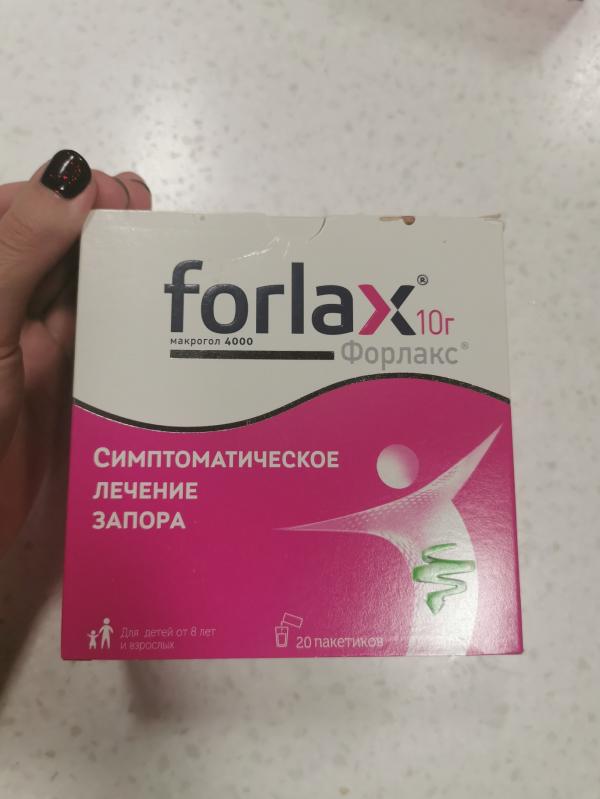 forlax®
10г
макрогол 4000
Форлакс®
Симптоматическое
лечение
запора
Для детей от 8 лет
и взрослых
20 пакетиков